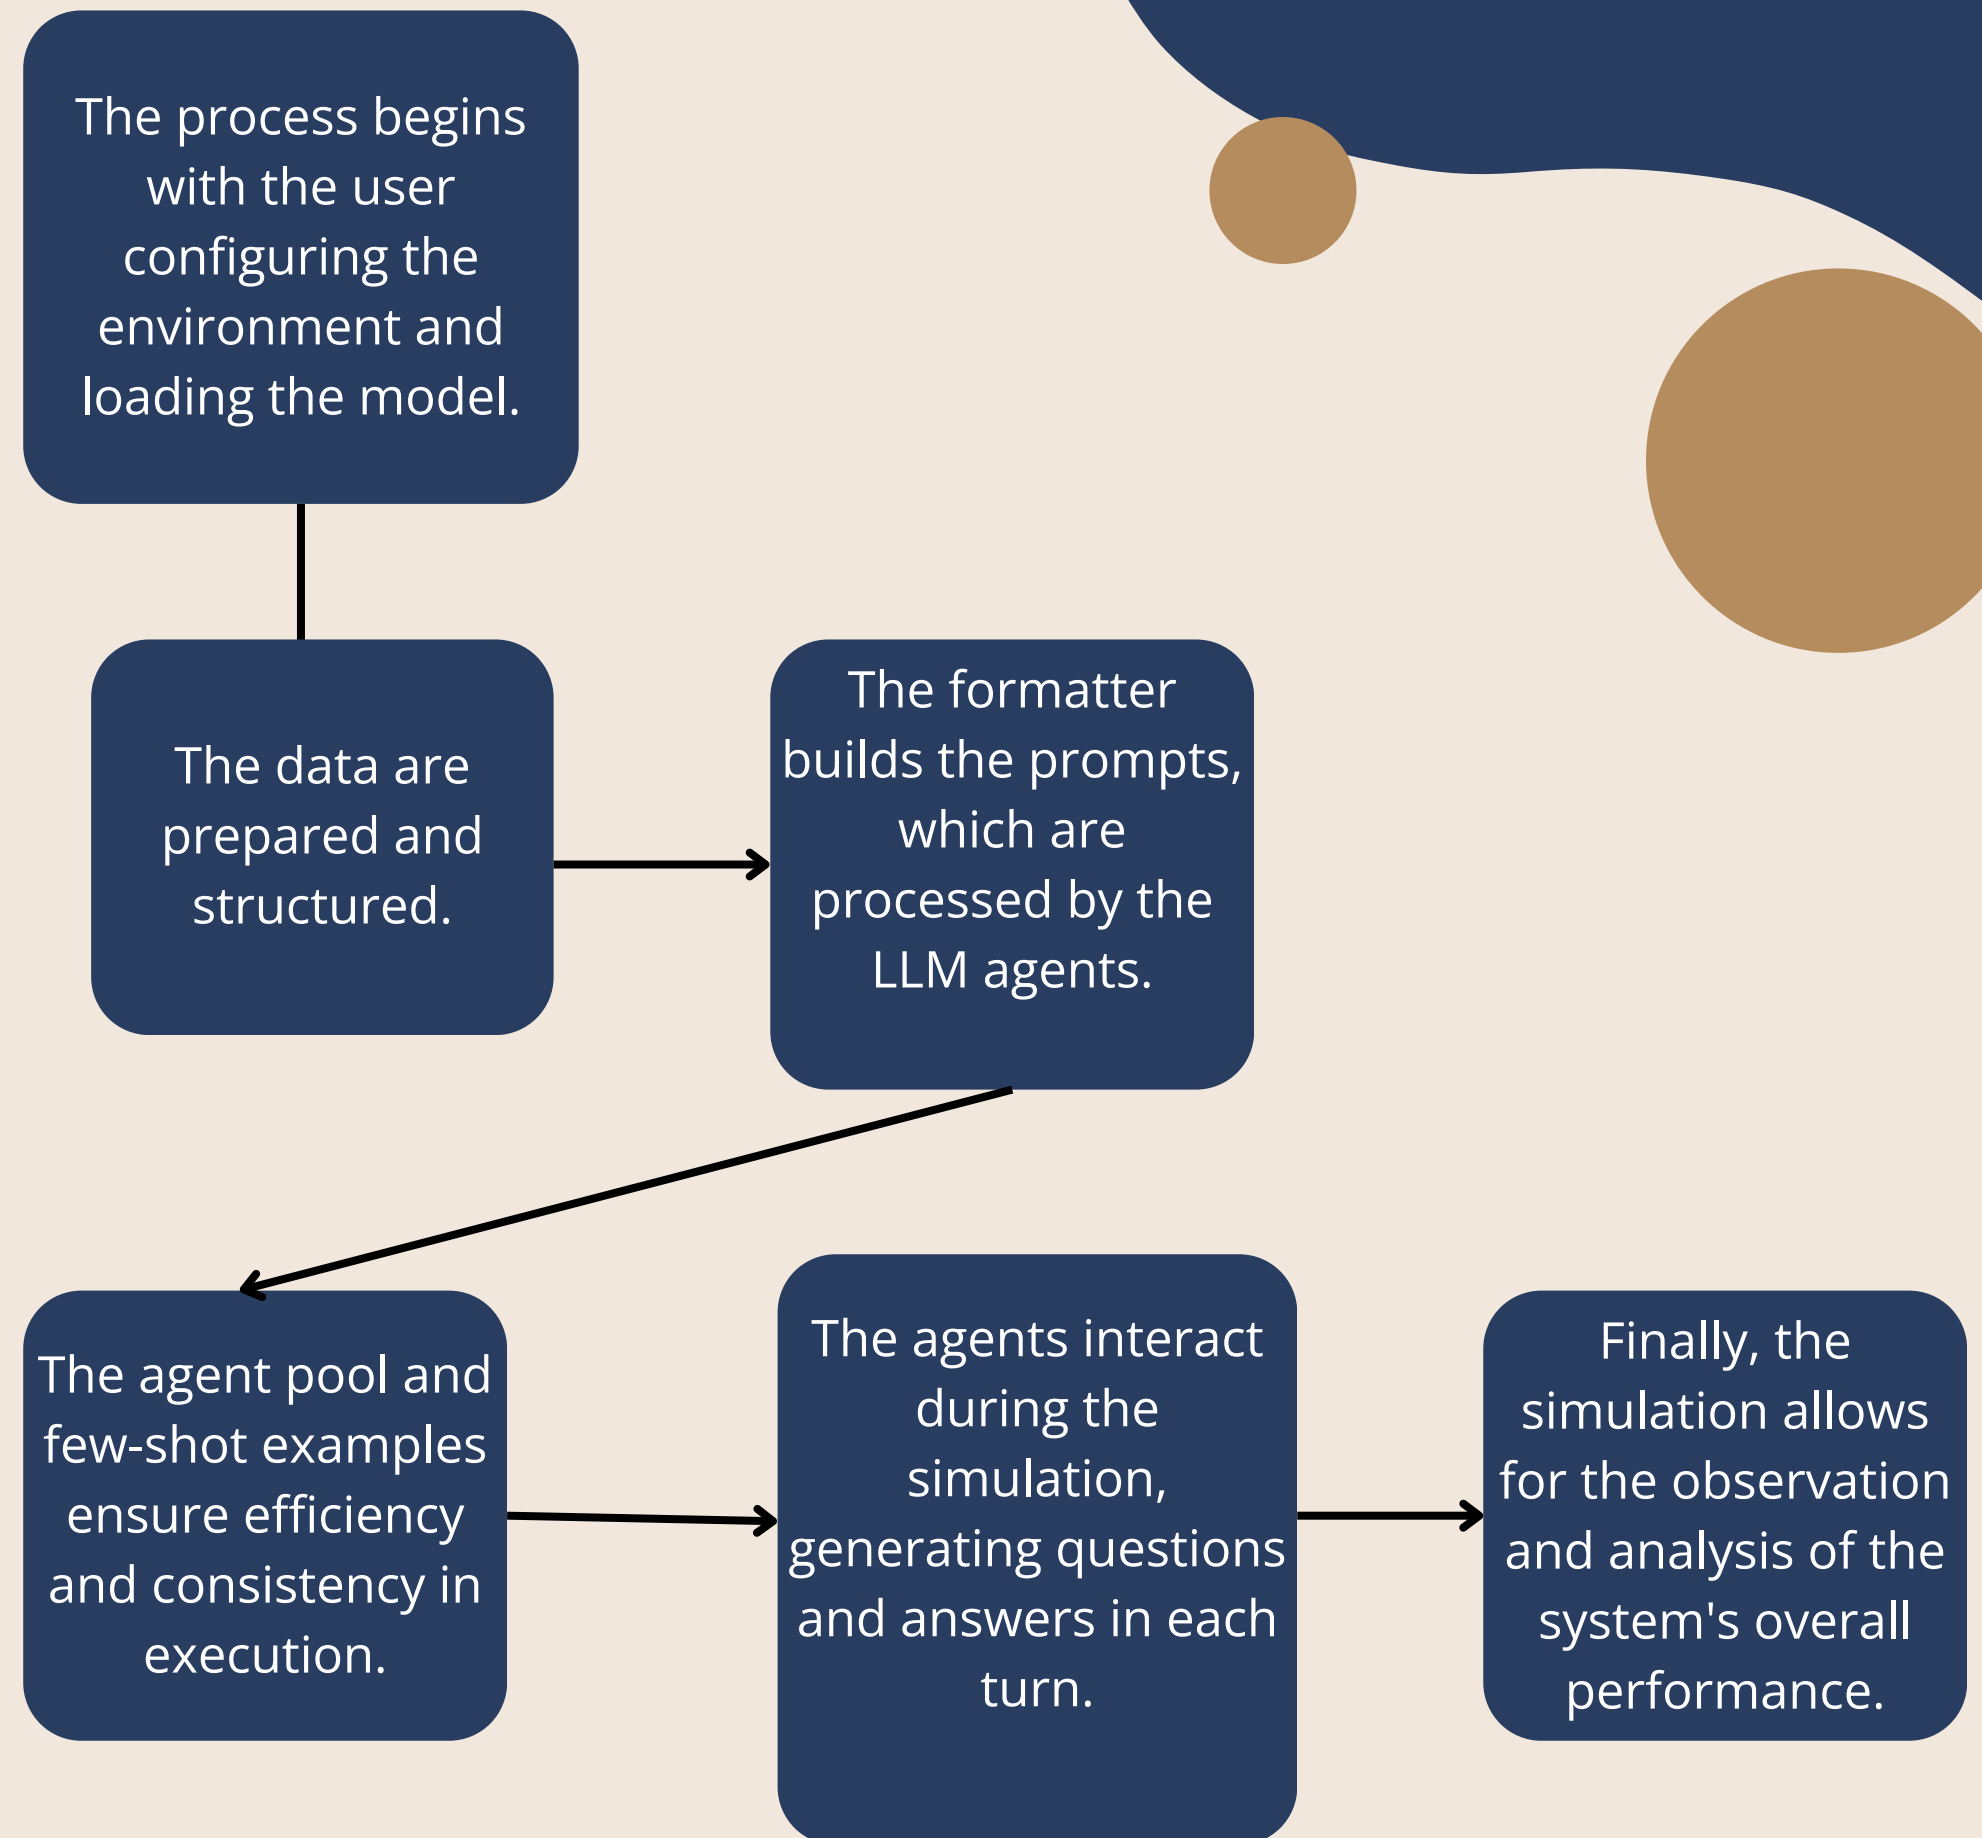 The process begins
with the user
configuring the
environment and
loading the model.
The data are
prepared and
structured.
The formatter
builds the prompts,
which are
processed by the
LLM agents.
The agent pool and
few-shot examples
ensure efficiency
and consistency in
execution.
The agents interact
during the
simulation,
generating questions
and answers in each
turn.
Finally, the
simulation allows
for the observation
and analysis of the
system's overall
performance.